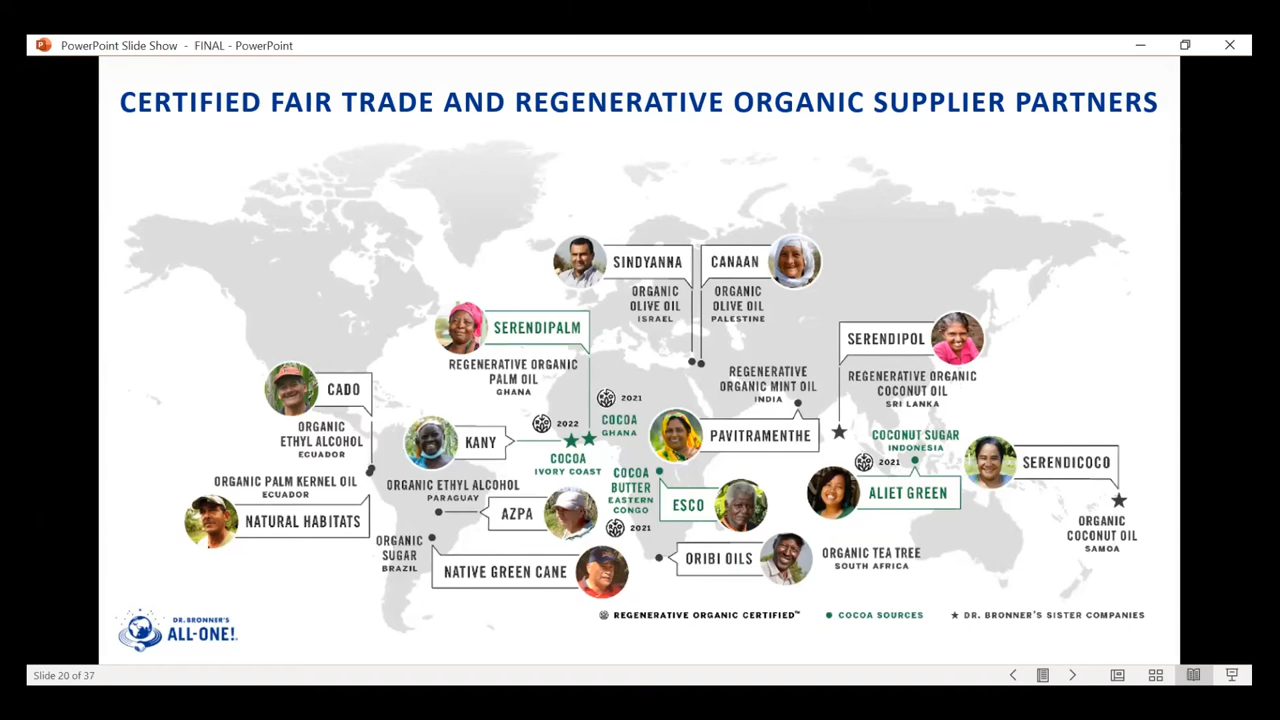 PowerPoint Slide Show - FINAL - PowerPoint
CERTIFIED FAIR TRADE AND REGENERATIVE ORGANIC SUPPLIER PARTNERS
SINDYANNA
ORGANIC
OLIVE OIL
ISRAEL
CANAAN
ORGANIC
OLIVE OIL
PALESTINE
SERENDIPALM
REGENERATIVE ORGANIC
PALM OIL
GHANA
SERENDIPOL
REGENERATIVE ORGANIC
COCONUT OIL
SRI LANKA
REGENERATIVE
ORGANIC MINT OIL
INDIA
PAVITRAMENTHE
CADO
ORGANIC
ETHYL ALCOHOL
ECUADOR
2021
COCOA
GHANA
2022
KANY
COCOA
IVORY COAST
COCONUT SUGAR
INDONESIA
2021
ALIET GREEN
SERENDICOCO
ORGANIC
COCONUT OIL
SAMOA
ORGANIC PALM KERNEL OIL
ECUADOR
NATURAL HABITATS
ORGANIC ETHYL ALCOHOL
PARAGUAY
AZPA
COCOA
BUTTER
EASTERN
CONGO
2021
ESCO
ORGANIC
SUGAR
BRAZIL
NATIVE GREEN CANE
ORIBI OILS
ORGANIC TEA TREE
SOUTH AFRICA
REGENERATIVE ORGANIC CERTIFIED™
COCOA SOURCES
DR. BRONNER'S SISTER COMPANIES
DR. BRONNER'S
ALL-ONE!
Slide 20 of 37